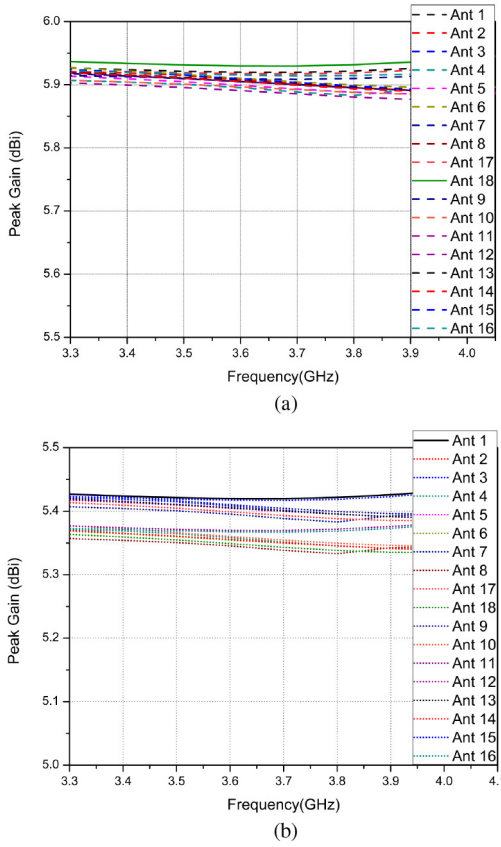 6.0
5.9
5.8
5.7
5.6
5.5
Peak Gain (dBi)
3.3 3.4 3.5 3.6 3.7 3.8 3.9 4.0
Frequency(GHz)
Ant 1
Ant 2
Ant 3
Ant 4
Ant 5
Ant 6
Ant 7
Ant 8
Ant 17
Ant 18
Ant 9
Ant 10
Ant 11
Ant 12
Ant 13
Ant 14
Ant 15
Ant 16
(a)
5.5
5.4
5.3
5.2
5.1
5.0
Peak Gain (dBi)
3.3 3.4 3.5 3.6 3.7 3.8 3.9 4.0
Frequency(GHz)
Ant 1
Ant 2
Ant 3
Ant 4
Ant 5
Ant 6
Ant 7
Ant 8
Ant 17
Ant 18
Ant 9
Ant 10
Ant 11
Ant 12
Ant 13
Ant 14
Ant 15
Ant 16
(b)